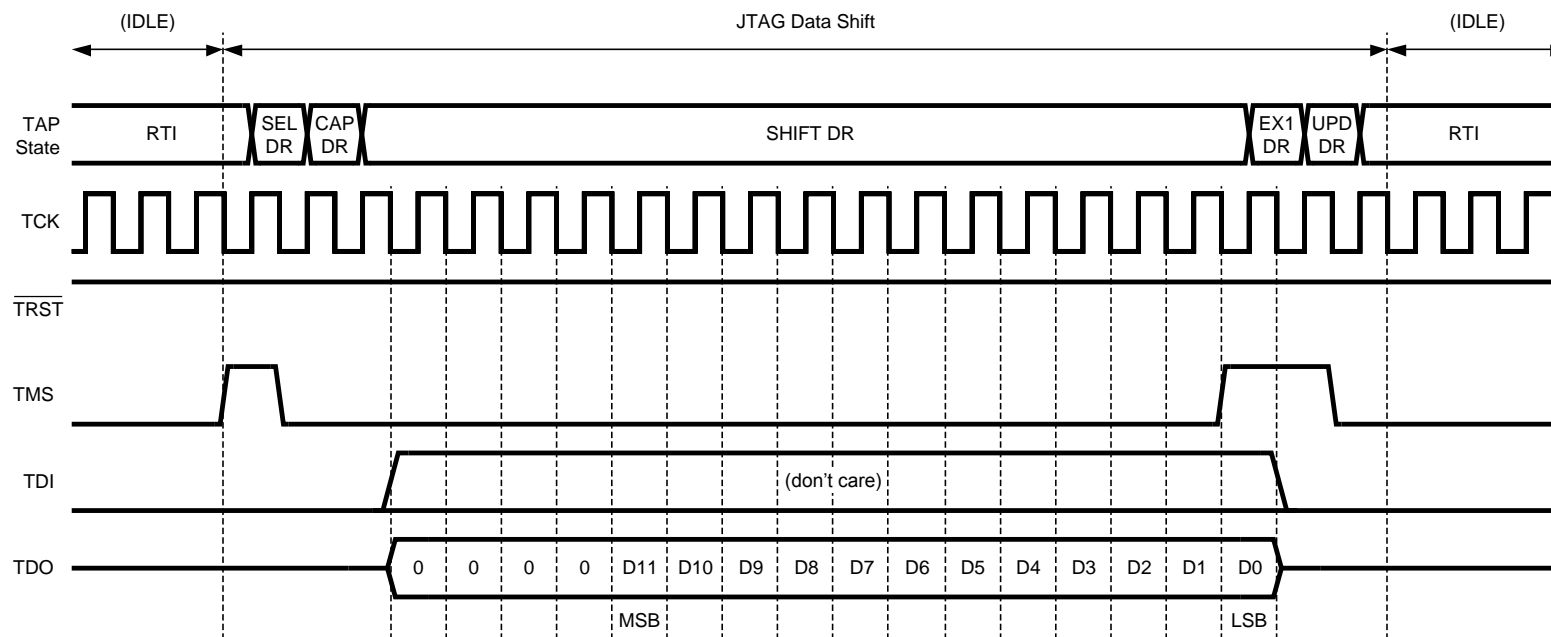 (IDLE) JTAG Data Shift (IDLE)
TAP State RTI SEL DR CAP DR SHIFT DR EX1 DR UPD DR RTI
TCK
TRST
TMS
TDI (don't care)
TDO 0 0 0 0 D11 D10 D9 D8 D7 D6 D5 D4 D3 D2 D1 D0
MSB LSB